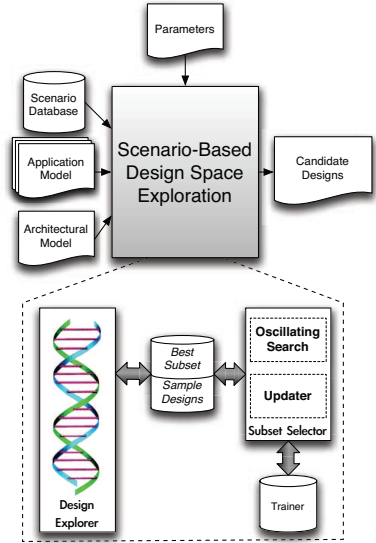 Parameters
Scenario
Database
Application
Model
Architectural
Model
Scenario-Based
Design Space
Exploration
Candidate
Designs
Design
Explorer
Best
Subset
Sample
Designs
Oscillating
Search
Updater
Subset Selector
Trainer